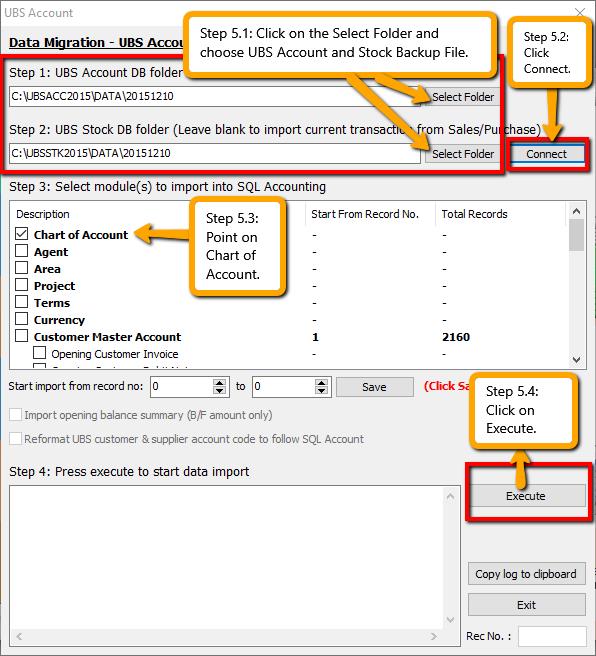 UBS Account
Data Migration - UBS Accou
Step 5.1: Click on the Select Folder and
choose UBS Account and Stock Backup File.
Step 5.2:
Click
Connect.
Step 1: UBS Account DB folder
C:\UBSACC2015\DATA\20151210
Select Folder
Step 2: UBS Stock DB folder (Leave blank to import current transaction from Sales/Purchase)
C:\UBSSTK2015\DATA\20151210
Select Folder
Connect
Step 3: Select module(s) to import into SQL Accounting
Description Start From Record No. Total Records
Chart of Account - -
Agent - -
Area - -
Project - -
Terms - -
Currency - -
Customer Master Account 1 2160
Opening Customer Invoice - -
Step 5.3:
Point on
Chart of
Account.
Start import from record no: 0 to 0 Save (Click Sa
Import opening balance summary (B/F amount only)
Reformat UBS customer & supplier account code to follow SQL Account
Step 5.4:
Click on
Execute.
Step 4: Press execute to start data import
Execute
Copy log to clipboard
Exit
Rec No. :